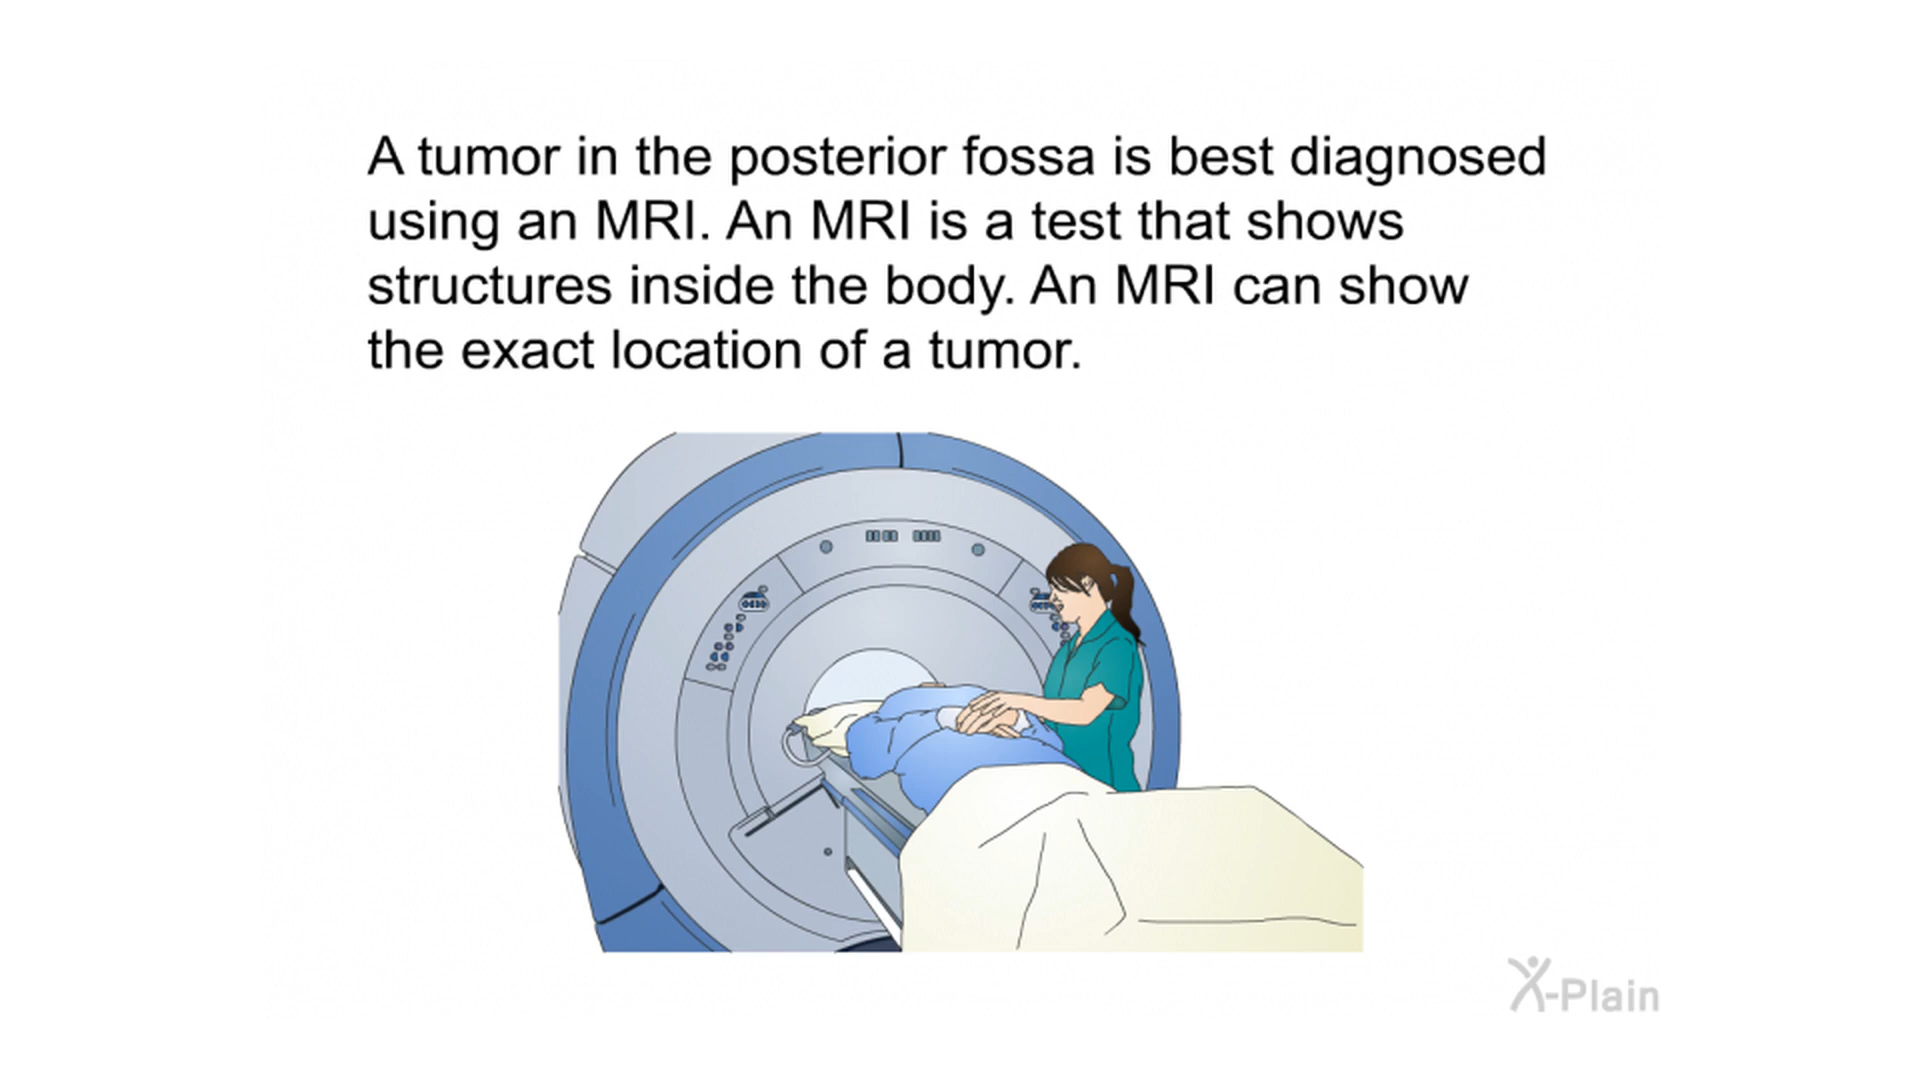 A tumor in the posterior fossa is best diagnosed
using an MRI. An MRI is a test that shows
structures inside the body. An MRI can show
the exact location of a tumor.
X-Plain